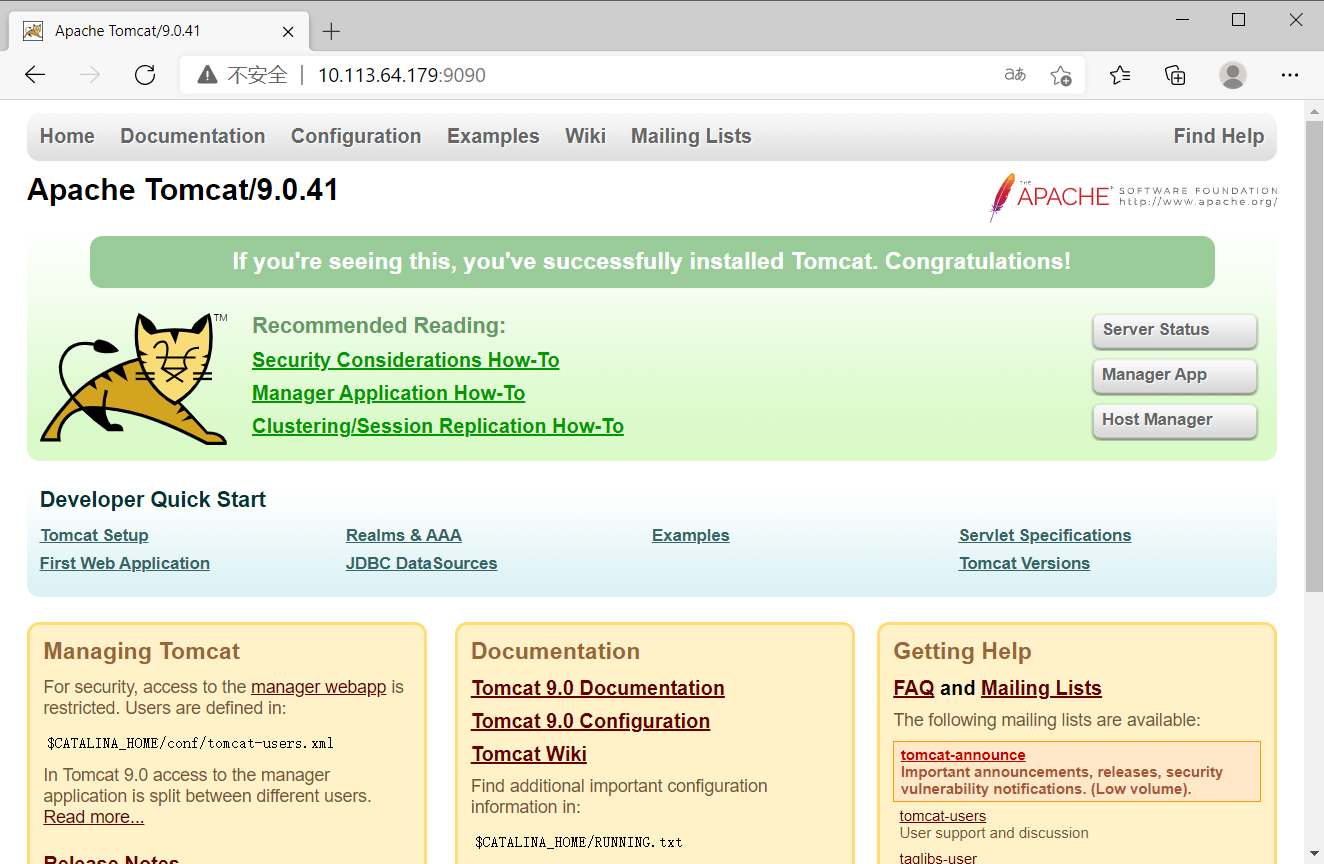 Apache Tomcat/9.0.41
不安全 | 10.113.64.179:9090
Home Documentation Configuration Examples Wiki Mailing Lists Find Help
Apache Tomcat/9.0.41
THE APACHE SOFTWARE FOUNDATION
http://www.apache.org/
If you're seeing this, you've successfully installed Tomcat. Congratulations!
TM
Recommended Reading:
Security Considerations How-To
Manager Application How-To
Clustering/Session Replication How-To
Server Status
Manager App
Host Manager
Developer Quick Start
Tomcat Setup
First Web Application
Realms & AAA
JDBC DataSources
Examples
Servlet Specifications
Tomcat Versions
Managing Tomcat
For security, access to the manager webapp is
restricted. Users are defined in:
$CATALINA_HOME/conf/tomcat-users.xml
In Tomcat 9.0 access to the manager
application is split between different users.
Read more...
Release Notes
Documentation
Tomcat 9.0 Documentation
Tomcat 9.0 Configuration
Tomcat Wiki
Find additional important configuration
information in:
$CATALINA_HOME/RUNNING.txt
Getting Help
FAQ and Mailing Lists
The following mailing lists are available:
tomcat-announce
Important announcements, releases, security
vulnerability notifications. (Low volume).
tomcat-users
User support and discussion
taglibs-user